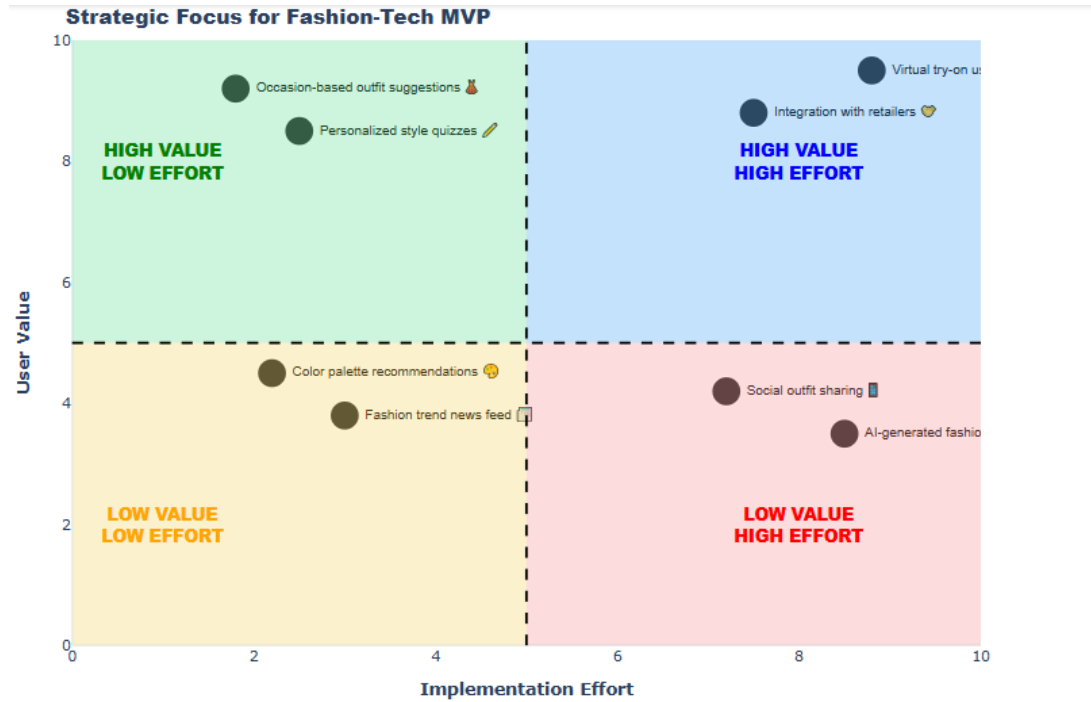 Strategic Focus for Fashion-Tech MVP
10
Occasion-based outfit suggestions
Virtual try-on us
Personalized style quizzes
Integration with retailers
HIGH VALUE
LOW EFFORT
HIGH VALUE
HIGH EFFORT
8
6
User Value
Color palette recommendations
Fashion trend news feed
Social outfit sharing
AI-generated fashio
4
LOW VALUE
LOW EFFORT
LOW VALUE
HIGH EFFORT
2
0
0
2
4
6
8
10
Implementation Effort